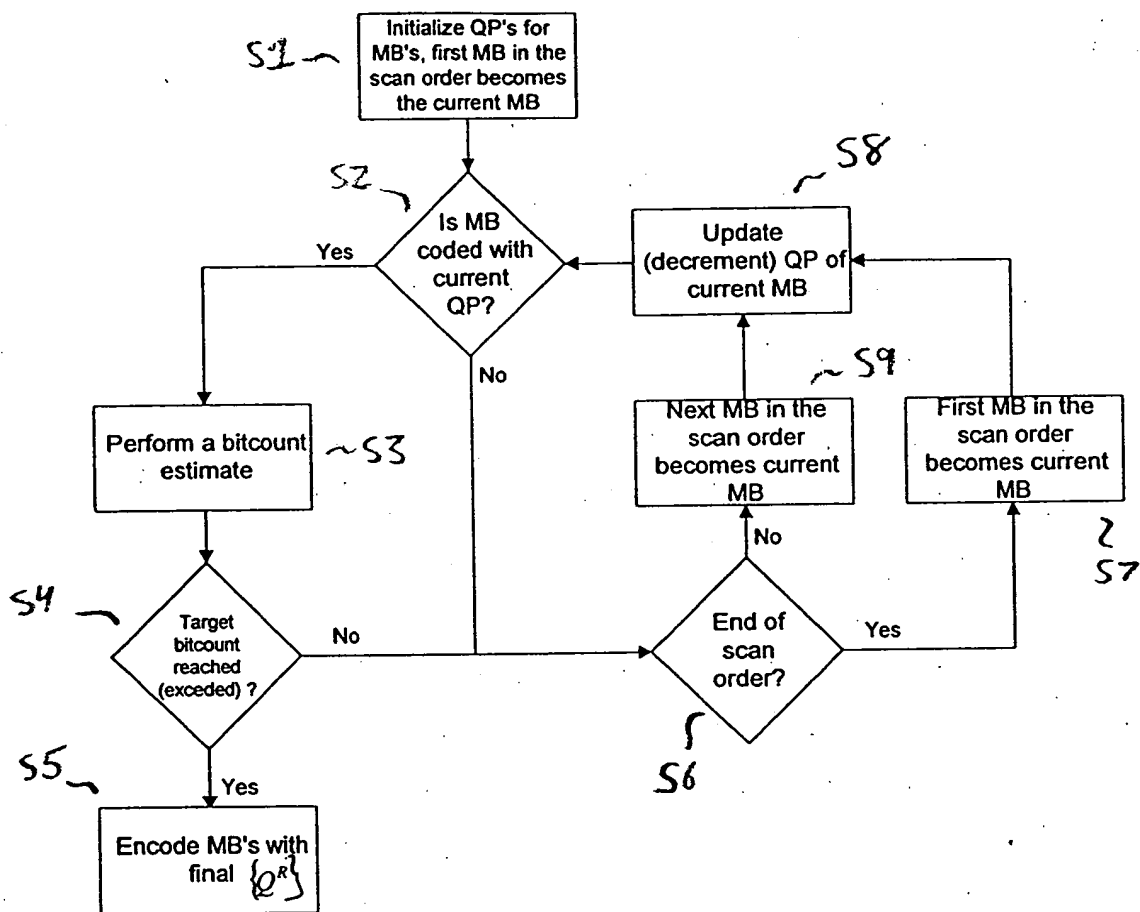 Initialize QP's for
MB's, first MB in the
scan order becomes
the current MB
S1
S2
Is MB
coded with
current
QP?
Yes
No
S8
Update
(decrement) QP of
current MB
S9
Next MB in the
scan order
becomes current
MB
First MB in the
scan order
becomes current
MB
S7
Perform a bitcount
estimate
S3
S4
Target
bitcount
reached
(exceded) ?
No
Yes
End of
scan
order?
No
Yes
S6
S5
Encode MB's with
final {Q^R}